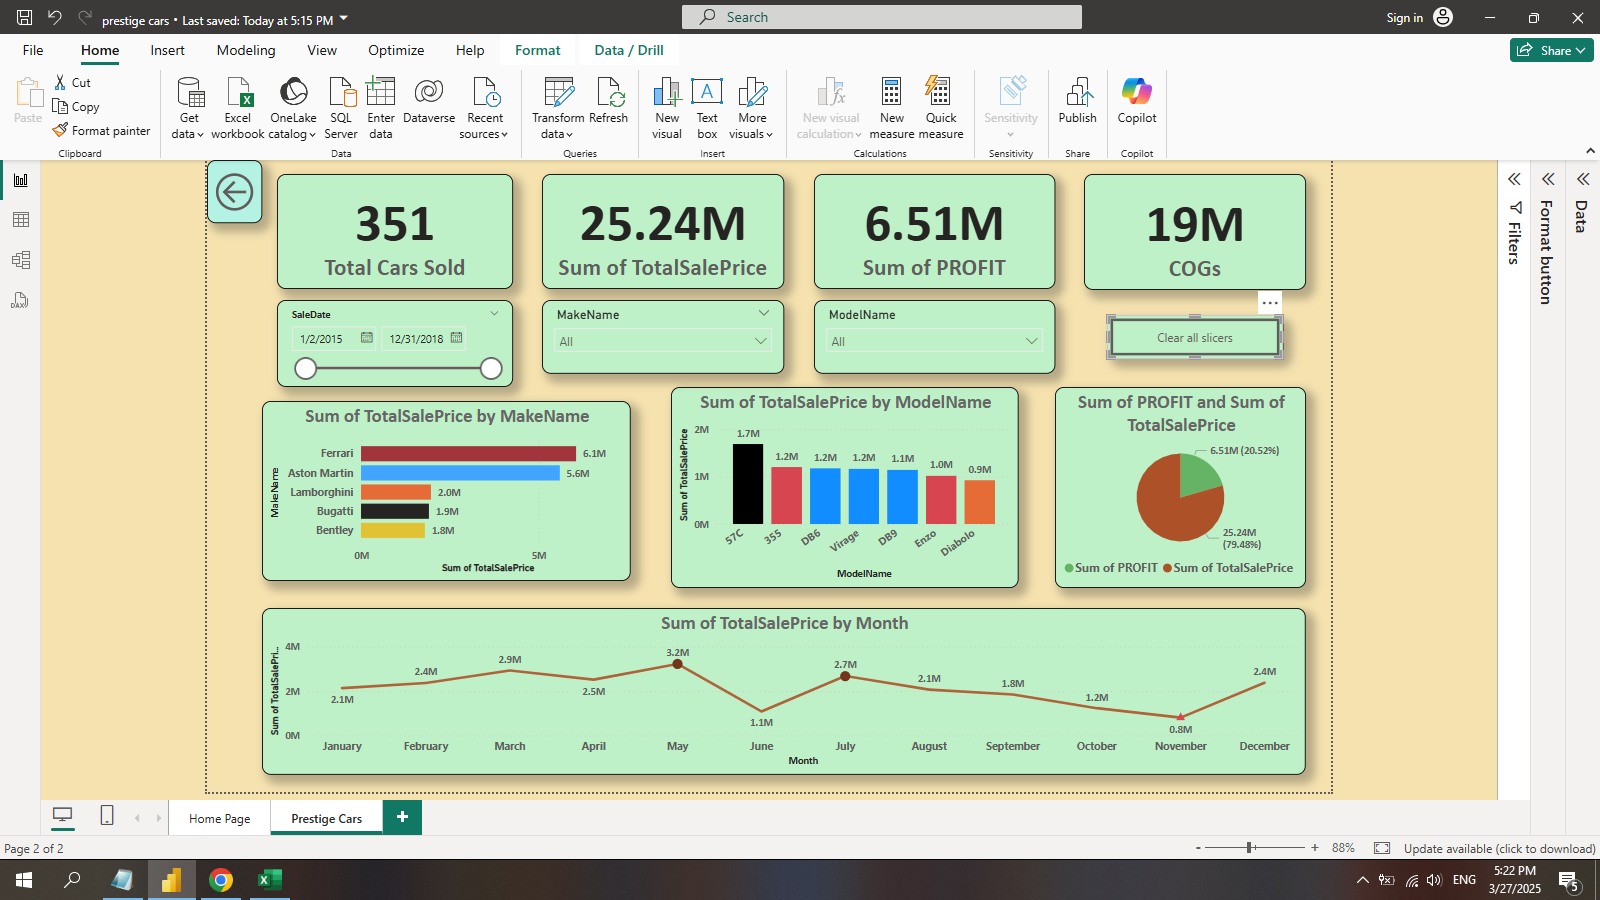 prestige cars • Last saved: Today at 5:15 PM
Search
Sign in
File Home Insert Modeling View Optimize Help Format Data / Drill
Share
Paste
Cut
Copy
Format painter
Clipboard
Get data
Excel workbook
OneLake catalog
SQL Server
Enter data
Dataverse
Recent sources
Data
Transform data
Refresh
Queries
New visual
Text box
More visuals
Insert
New visual calculation
New measure
Quick measure
Calculations
Sensitivity
Sensitivity
Publish
Share
Copilot
Copilot
351
Total Cars Sold
25.24M
Sum of TotalSalePrice
6.51M
Sum of PROFIT
19M
COGs
SaleDate
1/2/2015 12/31/2018
MakeName
All
ModelName
All
Clear all slicers
Sum of TotalSalePrice by MakeName
MakeName
Ferrari 6.1M
Aston Martin 5.6M
Lamborghini 2.0M
Bugatti 1.9M
Bentley 1.8M
0M 5M
Sum of TotalSalePrice
Sum of TotalSalePrice by ModelName
Sum of TotalSalePrice
2M
1M
0M
1.7M 1.2M 1.2M 1.2M 1.1M 1.0M 0.9M
57C 355 DB6 Virage DB9 Enzo Diabolo
ModelName
Sum of PROFIT and Sum of
TotalSalePrice
6.51M (20.52%)
25.24M
(79.48%)
Sum of PROFIT Sum of TotalSalePrice
Sum of TotalSalePrice by Month
Sum of TotalSalePri...
4M
2M
0M
2.1M 2.4M 2.9M 2.5M 3.2M 1.1M 2.7M 2.1M 1.8M 1.2M 0.8M 2.4M
January February March April May June July August September October November December
Month
Filters
Format button
Data
DAX
Home Page Prestige Cars
Page 2 of 2
88%
Update available (click to download)
ENG
5:22 PM
3/27/2025
5